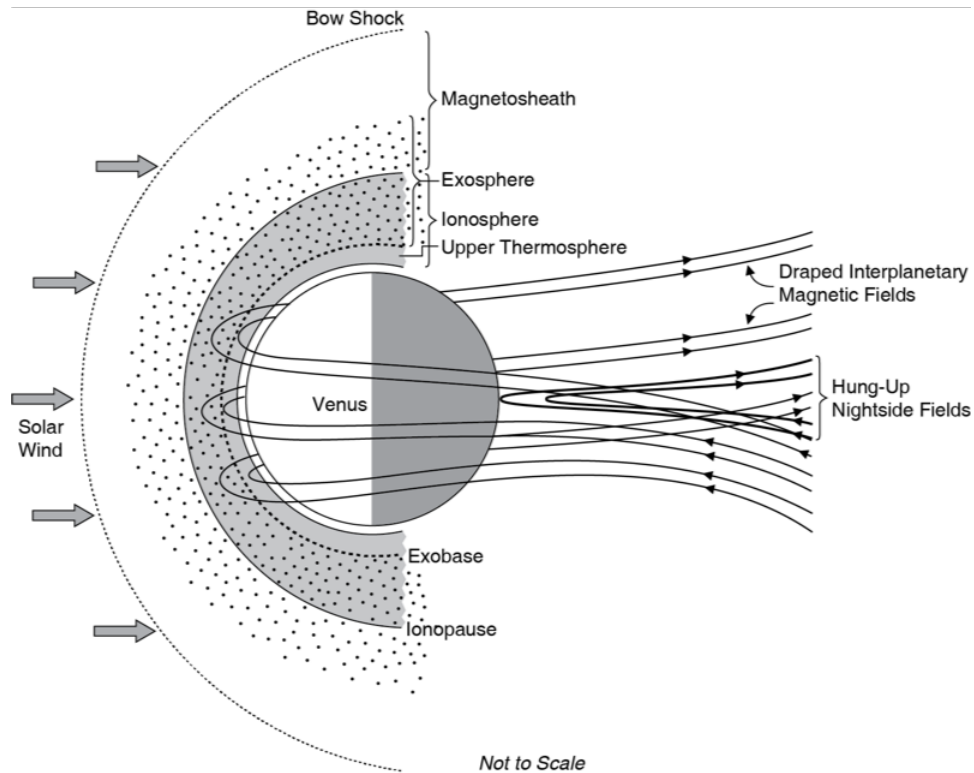 Bow Shock
Magnetosheath
Exosphere
Ionosphere
Upper Thermosphere
Draped Interplanetary
Magnetic Fields
Hung-Up
Nightside Fields
Venus
Solar
Wind
Exobase
Ionopause
Not to Scale